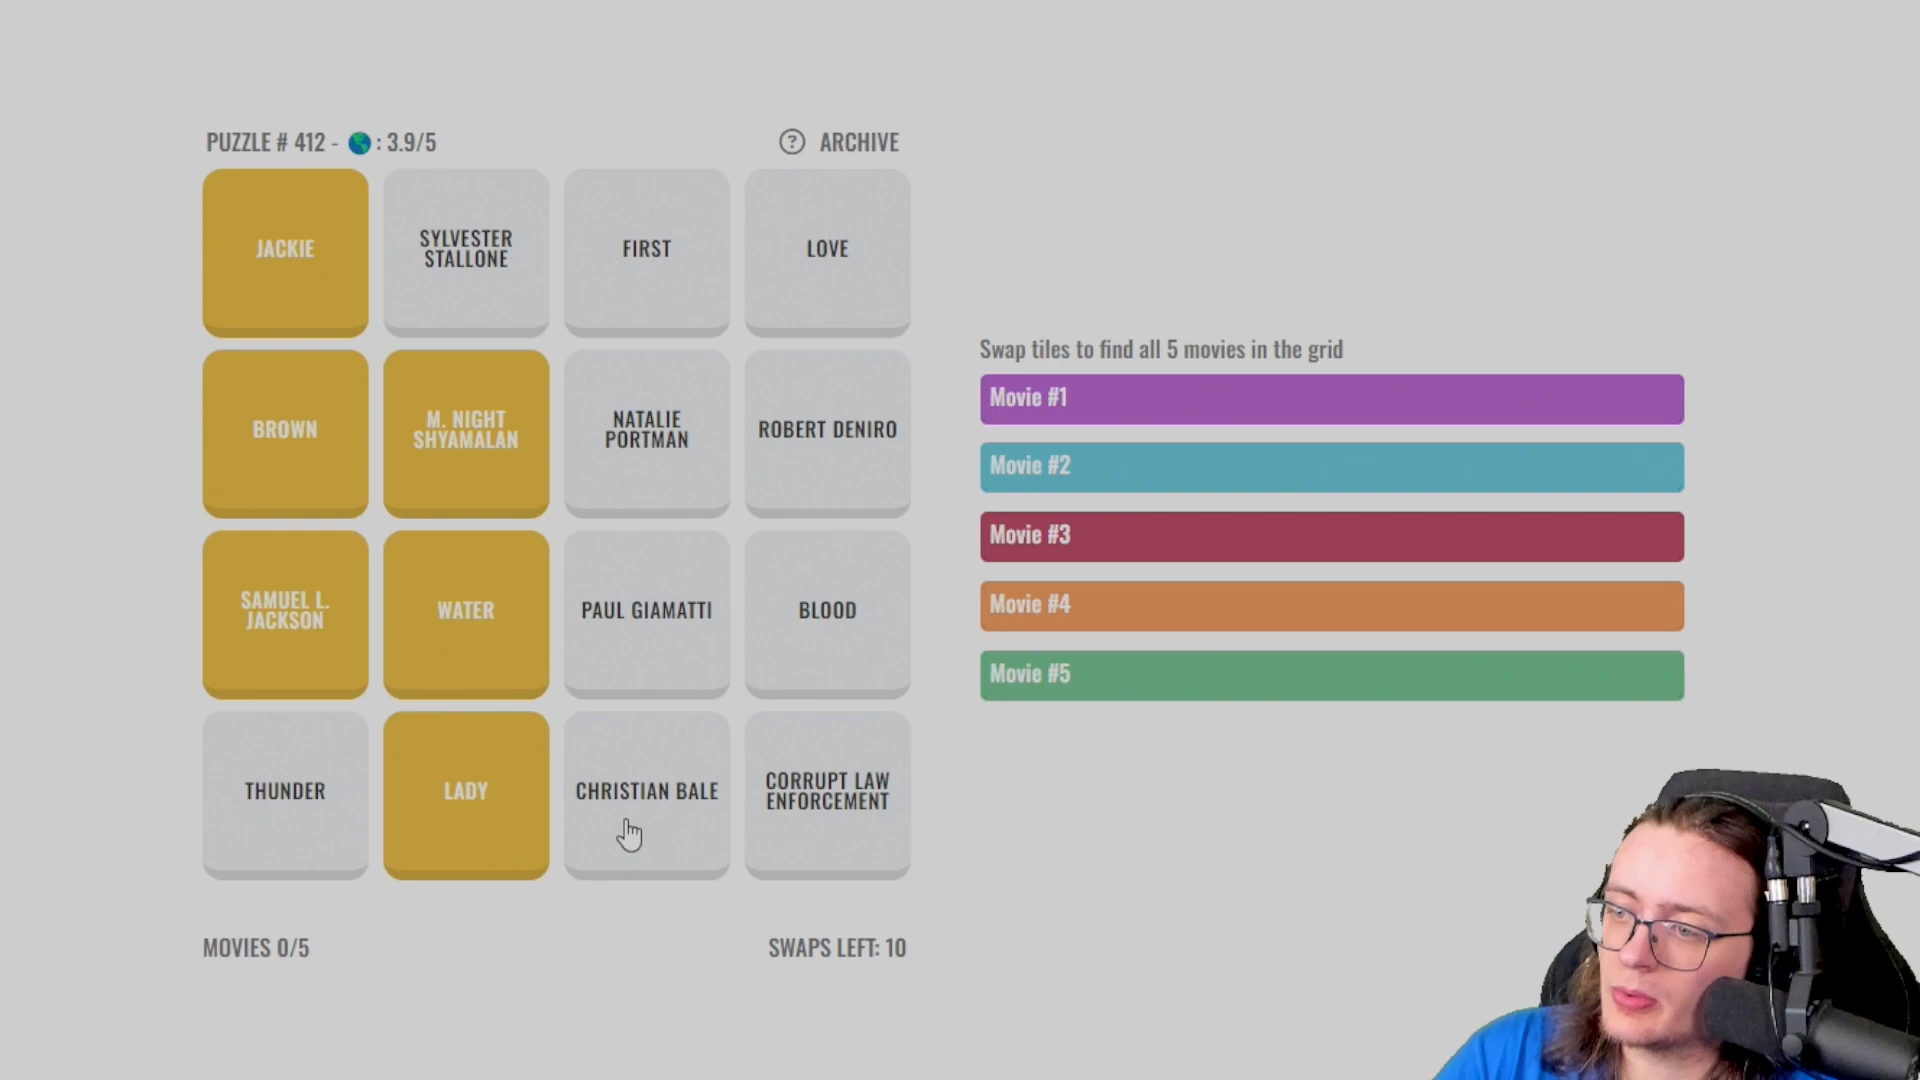 PUZZLE # 412 - : 3.9/5
? ARCHIVE
JACKIE
SYLVESTER
STALLONE
FIRST
LOVE
BROWN
M. NIGHT
SHYAMALAN
NATALIE
PORTMAN
ROBERT DENIRO
SAMUEL L.
JACKSON
WATER
PAUL GIAMATTI
BLOOD
THUNDER
LADY
CHRISTIAN BALE
CORRUPT LAW
ENFORCEMENT
MOVIES 0/5
SWAPS LEFT: 10
Swap tiles to find all 5 movies in the grid
Movie #1
Movie #2
Movie #3
Movie #4
Movie #5